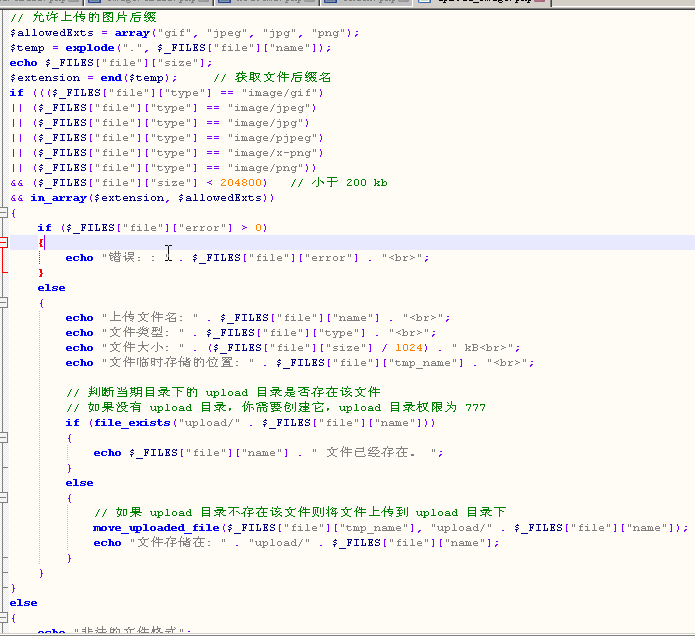 // 允许上传的图片后缀
$allowedExts = array("gif", "jpeg", "jpg", "png");
$temp = explode(".", $_FILES["file"]["name"]);
echo $_FILES["file"]["size"];
$extension = end($temp);     // 获取文件后缀名
if ((($_FILES["file"]["type"] == "image/gif")
|| ($_FILES["file"]["type"] == "image/jpeg")
|| ($_FILES["file"]["type"] == "image/jpg")
|| ($_FILES["file"]["type"] == "image/pjpeg")
|| ($_FILES["file"]["type"] == "image/x-png")
|| ($_FILES["file"]["type"] == "image/png"))
&& ($_FILES["file"]["size"] < 204800)   // 小于 200 kb
&& in_array($extension, $allowedExts))
{
    if ($_FILES["file"]["error"] > 0)
    {
        echo "错误: : " . $_FILES["file"]["error"] . "<br>";
    }
    else
    {
        echo "上传文件名: " . $_FILES["file"]["name"] . "<br>";
        echo "文件类型: " . $_FILES["file"]["type"] . "<br>";
        echo "文件大小: " . ($_FILES["file"]["size"] / 1024) . " kB<br>";
        echo "文件临时存储的位置: " . $_FILES["file"]["tmp_name"] . "<br>";
        // 判断当期目录下的 upload 目录是否存在该文件
        // 如果没有 upload 目录，你需要创建它，upload 目录权限为 777
        if (file_exists("upload/" . $_FILES["file"]["name"]))
        {
            echo $_FILES["file"]["name"] . " 文件已经存在。 ";
        }
        else
        {
            // 如果 upload 目录不存在该文件则将文件上传到 upload 目录下
            move_uploaded_file($_FILES["file"]["tmp_name"], "upload/" . $_FILES["file"]["name"]);
            echo "文件存储在: " . "upload/" . $_FILES["file"]["name"];
        }
    }
}
else
{
    echo "非法的文件格式";